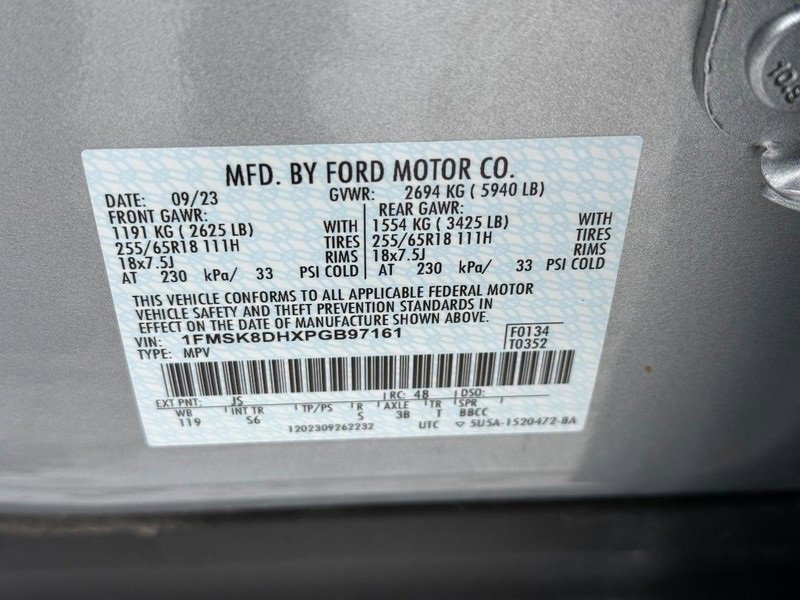 MFD. BY FORD MOTOR CO.
DATE: 09/23 GVWR: 2694 KG ( 5940 LB)
FRONT GAWR: REAR GAWR:
1191 KG ( 2625 LB) WITH 1554 KG ( 3425 LB) WITH
255/65R18 111H TIRES 255/65R18 111H TIRES
18x7.5J RIMS 18x7.5J RIMS
AT 230 kPa/ 33 PSI COLD AT 230 kPa/ 33 PSI COLD
THIS VEHICLE CONFORMS TO ALL APPLICABLE FEDERAL MOTOR
VEHICLE SAFETY AND THEFT PREVENTION STANDARDS IN
EFFECT ON THE DATE OF MANUFACTURE SHOWN ABOVE.
VIN: 1FMSK8DHXPGB97161 F0134
TYPE: MPV T0352
EXT PNT: JS RC: 48 DSO:
WB INT TR TP/PS R AXLE TR SPR
119 S6 S 3B T BBCC
1202309262232 UTC 5U5A-1520472-BA
10.9